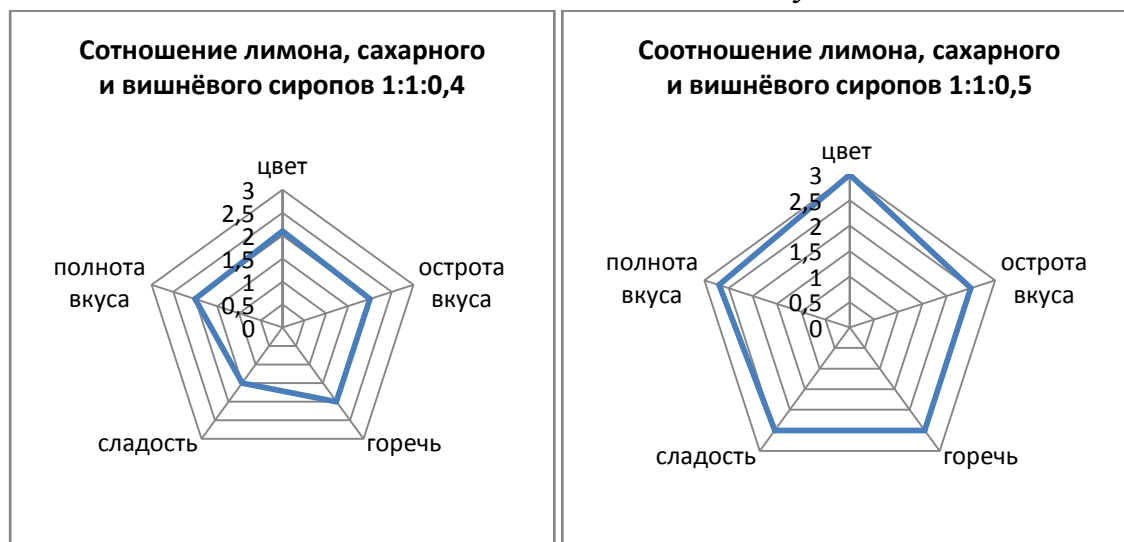 Сотношение лимона, сахарного
и вишнёвого сиропов 1:1:0,4
цвет
3
2,5
2
1,5
1
0,5
0
острота
вкуса
горечь
сладость
полнота
вкуса
Соотношение лимона, сахарного
и вишнёвого сиропов 1:1:0,5
цвет
3
2,5
2
1,5
1
0,5
0
острота
вкуса
горечь
сладость
полнота
вкуса